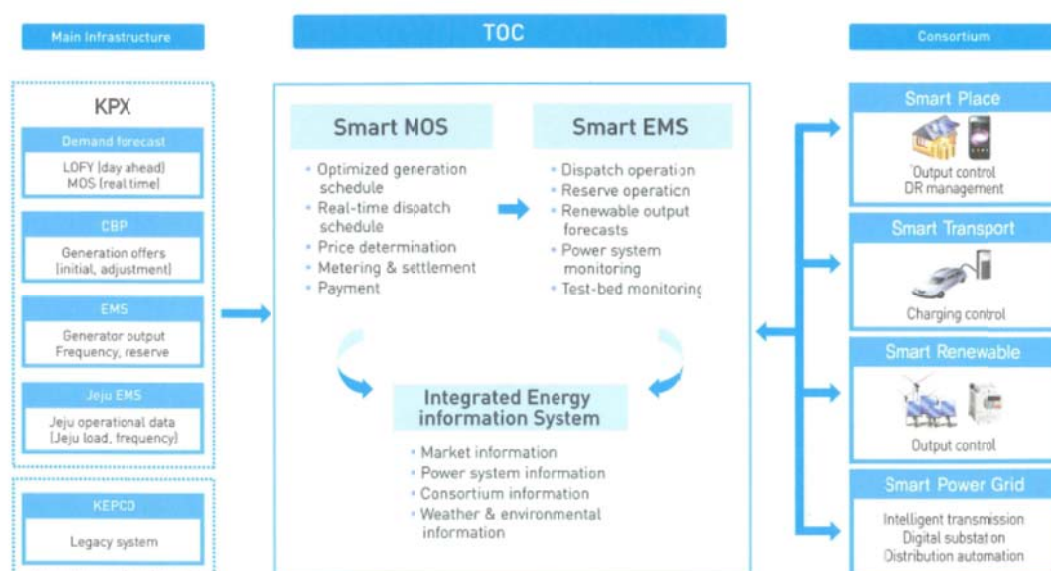 Main Infrastructure
TOC
Consortium
KPX
Demand forecast
LOFY (day ahead)
MOS (real time)
CBP
Generation offers
(initial, adjustment)
EMS
Generator output
Frequency, reserve
Jeju EMS
Jeju operational data
(Jeju load, frequency)
KEPCO
Legacy system
Smart NOS
• Optimized generation
schedule
• Real-time dispatch
schedule
• Price determination
• Metering & settlement
• Payment
Smart EMS
• Dispatch operation
• Reserve operation
• Renewable output
forecasts
• Power system
monitoring
• Test-bed monitoring
Integrated Energy
information System
• Market information
• Power system information
• Consortium information
• Weather & environmental
information
Smart Place
Output control
DR management
Smart Transport
Charging control
Smart Renewable
Output control
Smart Power Grid
Intelligent transmission
Digital substation
Distribution automation